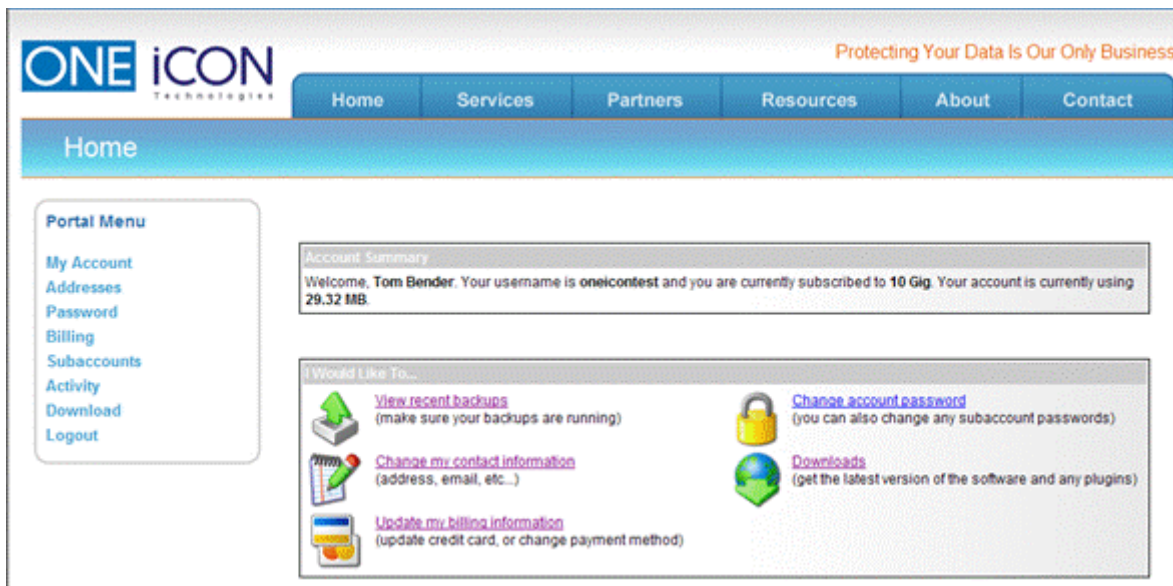 ONE iCON
Technologies
Protecting Your Data Is Our Only Business
Home Services Partners Resources About Contact
Home
Portal Menu
My Account
Addresses
Password
Billing
Subaccounts
Activity
Download
Logout
Account Summary
Welcome, Tom Bender. Your username is oneicontest and you are currently subscribed to 10 Gig. Your account is currently using
29.32 MB.
I Would Like To...
View recent backups
(make sure your backups are running)
Change account password
(you can also change any subaccount passwords)
Change my contact information
(address, email, etc...)
Downloads
(get the latest version of the software and any plugins)
Update my billing information
(update credit card, or change payment method)